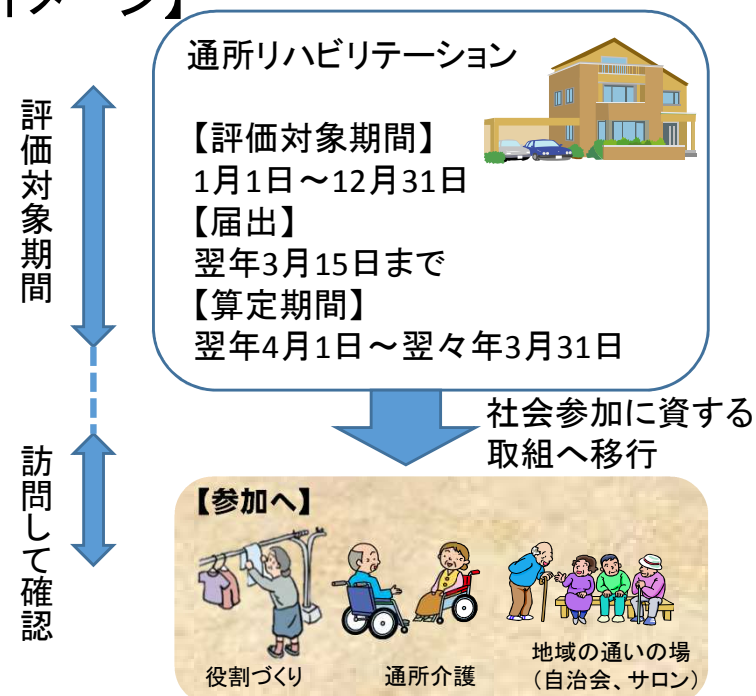 イメージ】
通所リハビリテーション
【評価対象期間】
1月1日～12月31日
【届出】
翌年3月15日まで
【算定期間】
翌年4月1日～翌々年3月31日
評価対象期間
社会参加に資する
取組へ移行
訪問して確認
【参加へ】
役割づくり
通所介護
地域の通いの場
（自治会、サロン）